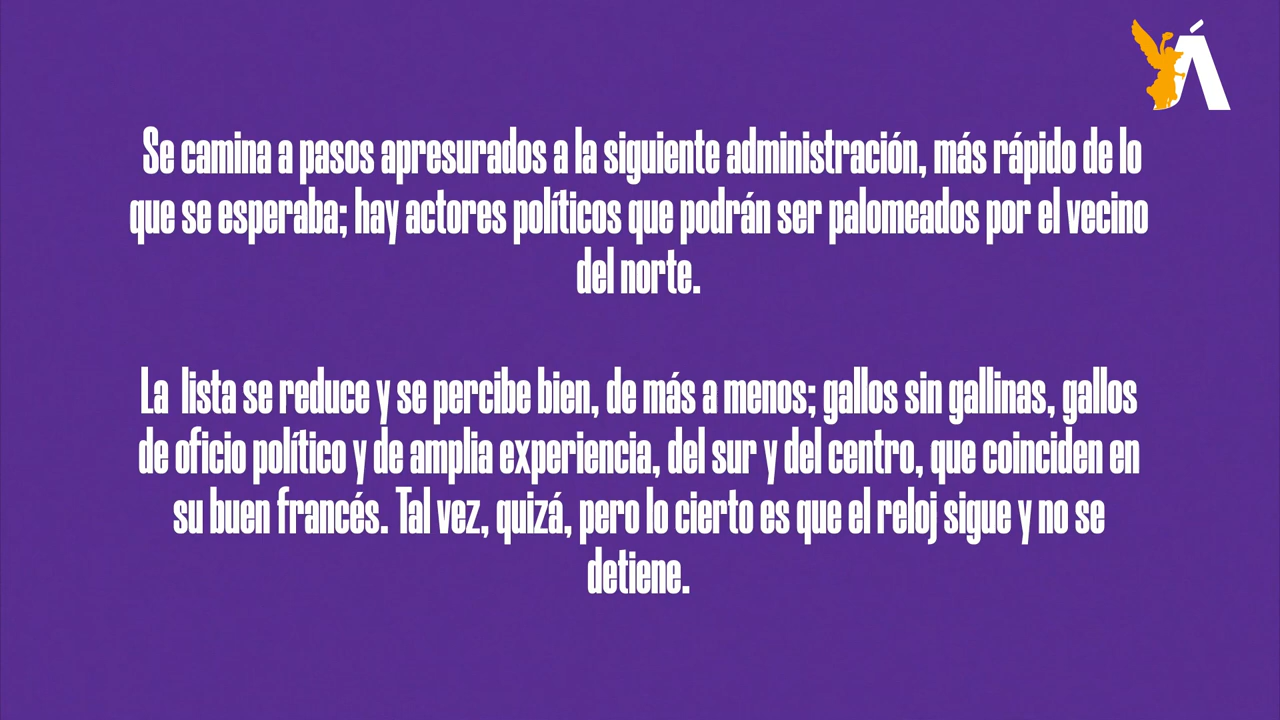 Á
Se camina a pasos apresurados a la siguiente administración, más rápido de lo
que se esperaba; hay actores políticos que podrán ser palomeados por el vecino
del norte.
La lista se reduce y se percibe bien, de más a menos; gallos sin gallinas, gallos
de oficio político y de amplia experiencia, del sur y del centro, que coinciden en
su buen francés. Tal vez, quizá, pero lo cierto es que el reloj sigue y no se
detiene.